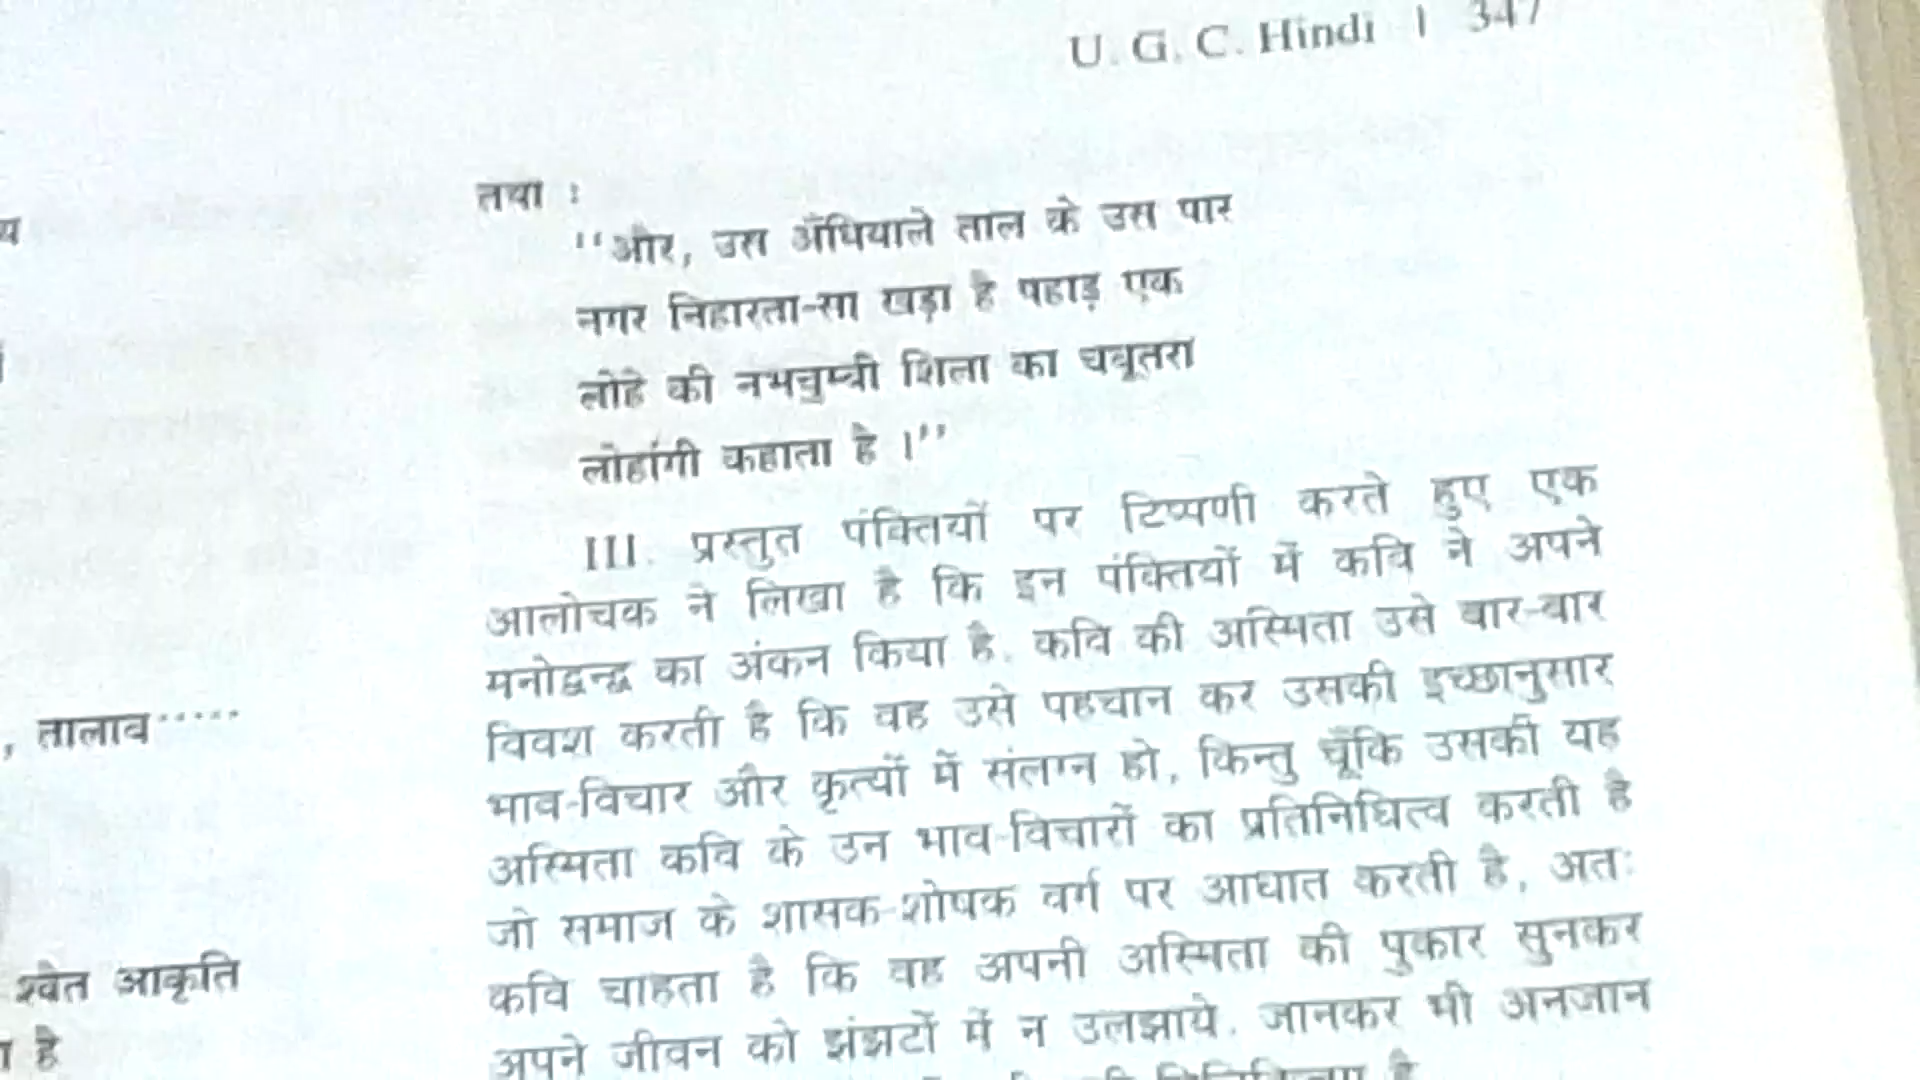 U. G. C. Hindi | 347
तथा :
"और, उस अँधियाले ताल के उस पार
नगर निहारता-सा खड़ा है पहाड़ एक
लोहे की नभचुम्बी शिला का चबूतरा
लोहांगी कहाता है।"
III. प्रस्तुत पंक्तियों पर टिप्पणी करते हुए एक
आलोचक ने लिखा है कि इन पंक्तियों में कवि ने अपने
मनोद्वन्द्व का अंकन किया है. कवि की अस्मिता उसे बार-बार
विवश करती है कि वह उसे पहचान कर उसकी इच्छानुसार
भाव-विचार और कृत्यों में संलग्न हो, किन्तु चूँकि उसकी यह
अस्मिता कवि के उन भाव-विचारों का प्रतिनिधित्व करती है
जो समाज के शासक-शोषक वर्ग पर आघात करती है, अतः
कवि चाहता है कि वह अपनी अस्मिता की पुकार सुनकर
अपने जीवन को झंझटों में न उलझाये. जानकर भी अनजान
है
, तालाब.....
श्वेत आकृति
है